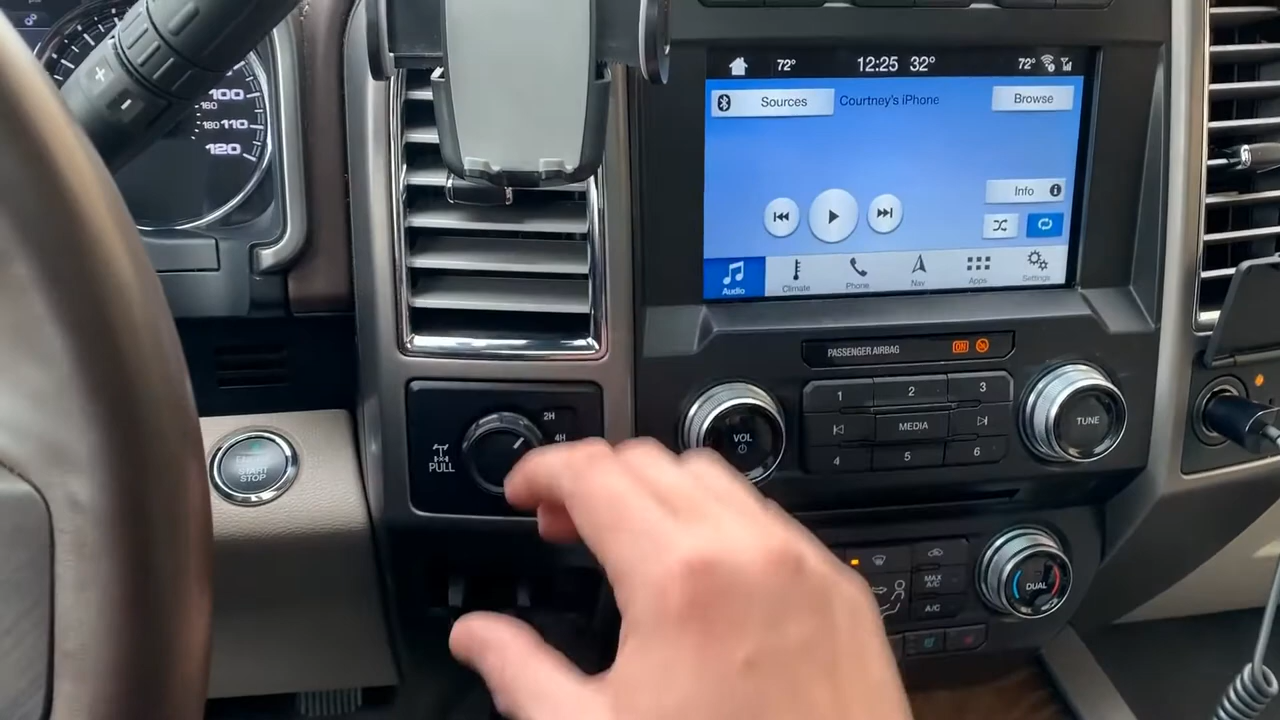 100
160
180 110
120
72° 12:25 32° 72°
Sources Courtney's iPhone Browse
Info
Audio Climate Phone Nav Apps Settings
PASSENGER AIRBAG ON
2H
4H
PULL
START
STOP
VOL
1 2 3
MEDIA
4 5 6
TUNE
MAX
A/C
A/C
DUAL